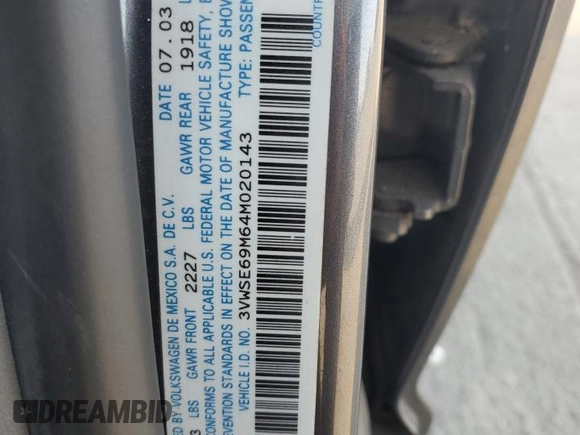 D BY VOLKSWAGEN DE MEXICO S.A. DE C.V. DATE 07.03
3 LBS GAWR FRONT 2227 LBS GAWR REAR 1918
CONFORMS TO ALL APPLICABLE U.S. FEDERAL MOTOR VEHICLE SAFETY,
EVENTION STANDARDS IN EFFECT ON THE DATE OF MANUFACTURE SHOW
VEHICLE I.D. NO. 3VWSE69M64M020143 TYPE: PASSEN
COUNTR
DREAMBID